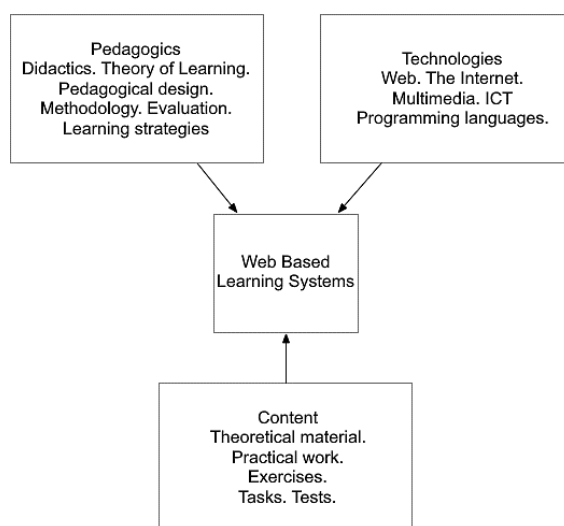 Pedagogics
Didactics. Theory of Learning.
Pedagogical design.
Methodology. Evaluation.
Learning strategies
Technologies
Web. The Internet.
Multimedia. ICT
Programming languages.
Web Based
Learning Systems
Content
Theoretical material.
Practical work.
Exercises.
Tasks. Tests.